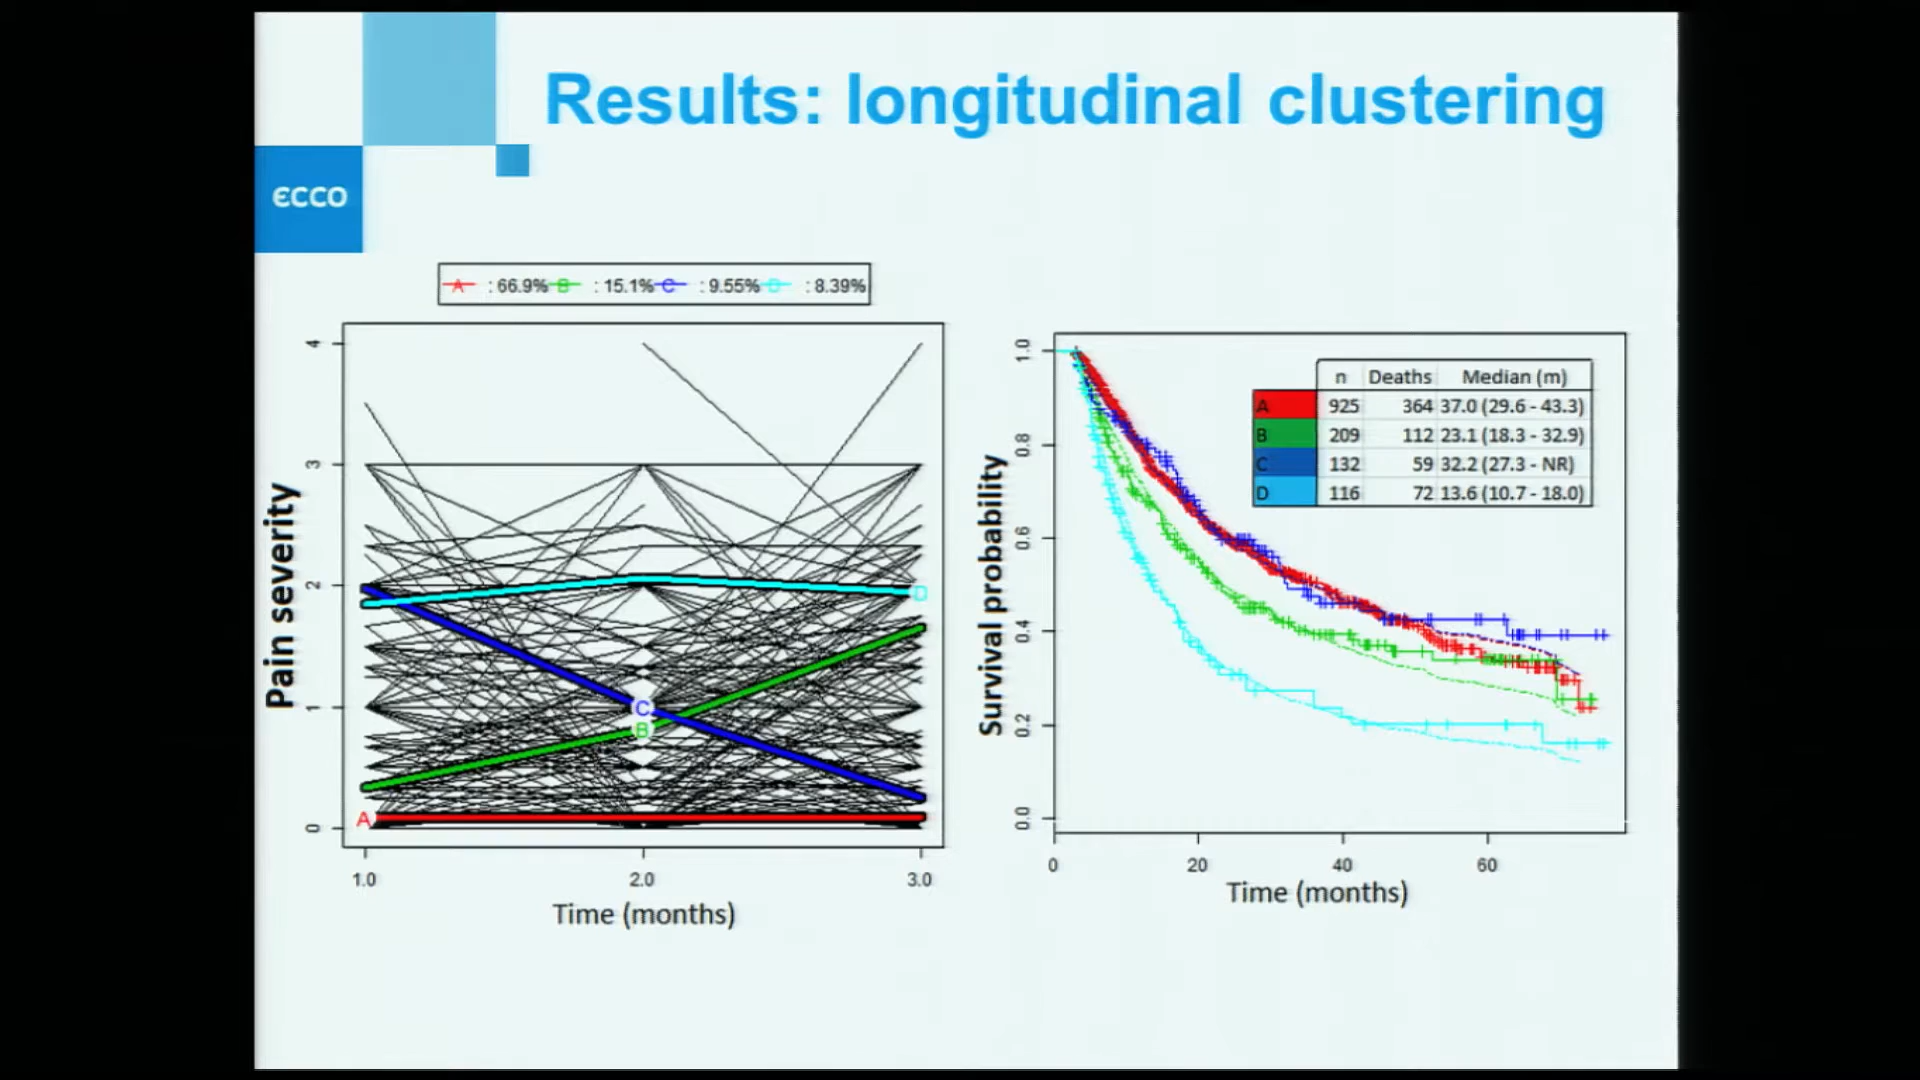 Results: longitudinal clustering
ЄCCO
A : 66.9% B : 15.1% C : 9.55% D : 8.39%
Pain severity
4
3
2
1
0
A
B
C
D
1.0 2.0 3.0
Time (months)
Survival probability
1.0
0.8
0.6
0.4
0.2
0.0
n Deaths Median (m)
A 925 364 37.0 (29.6 - 43.3)
B 209 112 23.1 (18.3 - 32.9)
C 132 59 32.2 (27.3 - NR)
D 116 72 13.6 (10.7 - 18.0)
0 20 40 60
Time (months)